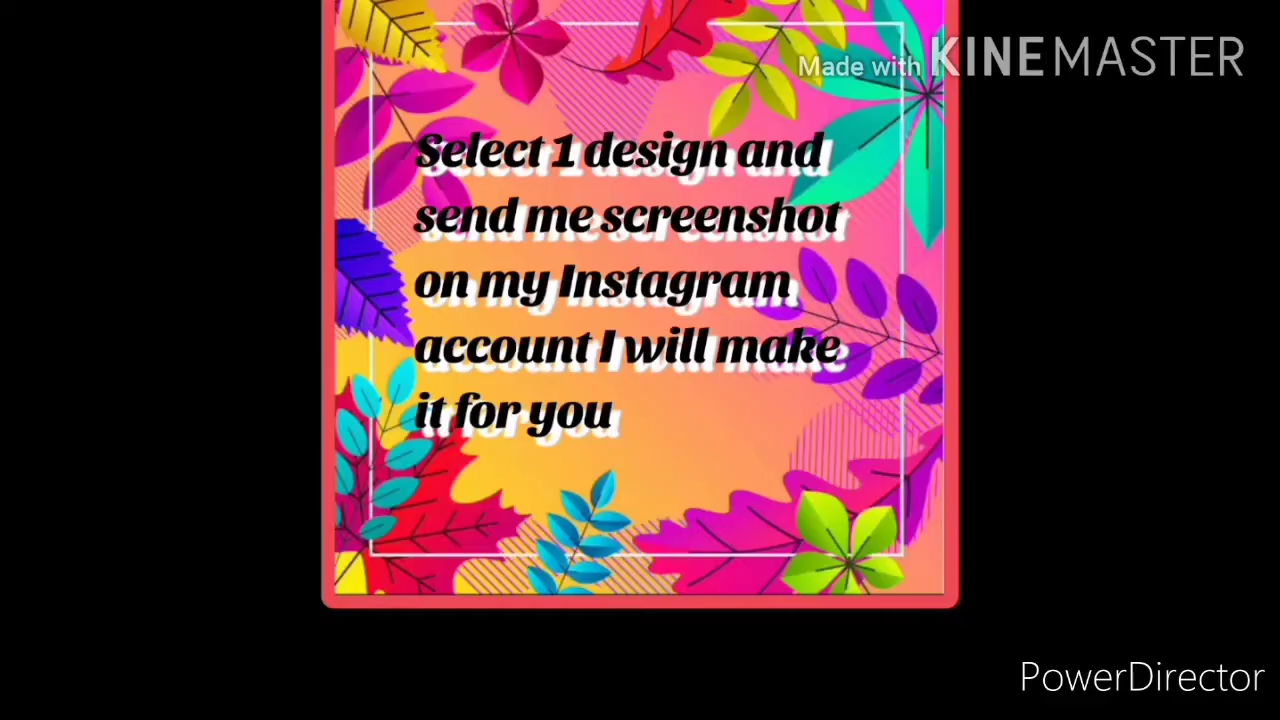 Made with KINEMASTER
Select 1 design and
send me screenshot
on my Instagram
account I will make
it for you
PowerDirector